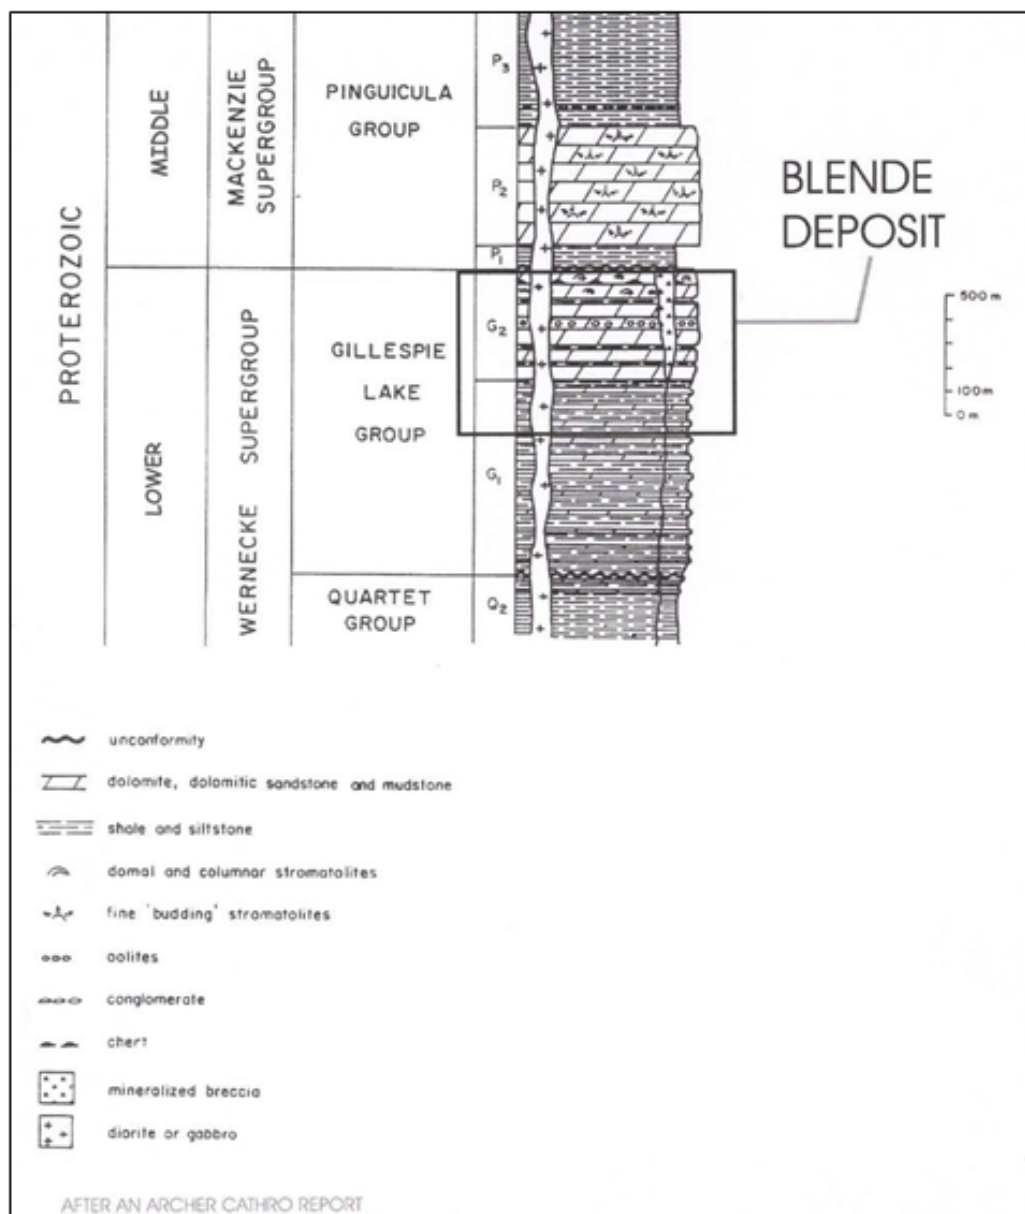 PROTEROZOIC
MIDDLE
LOWER
MACKENZIE
SUPERGROUP
WERNECKE SUPERGROUP
PINGUICULA
GROUP
GILLESPIE
LAKE
GROUP
QUARTET
GROUP
P3
P2
P1
G2
G1
Q2
BLENDE
DEPOSIT
500 m
100 m
0 m
unconformity
dolomite, dolomitic sandstone and mudstone
shale and siltstone
domal and columnar stromatolites
fine 'budding' stromatolites
oolites
conglomerate
chert
mineralized breccia
diorite or gabbro
AFTER AN ARCHER CATHRO REPORT